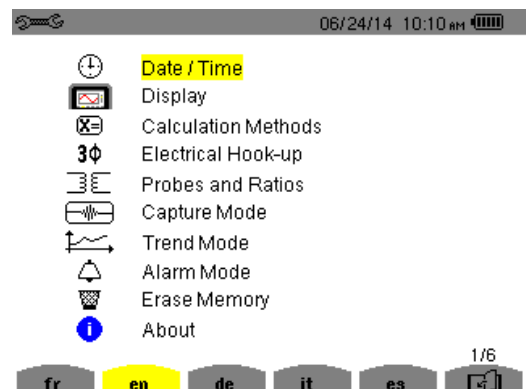 06/24/14 10:10 AM
Date / Time
Display
X= Calculation Methods
3Φ Electrical Hook-up
Probes and Ratios
Capture Mode
Trend Mode
Alarm Mode
Erase Memory
i About
1/6
fr en de it es